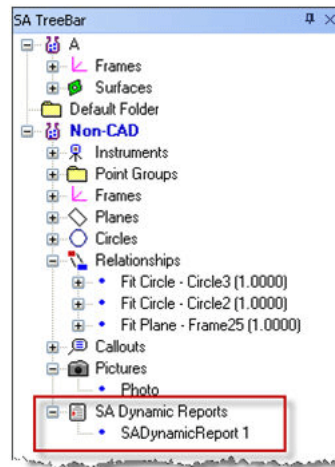 SA TreeBar
A
Frames
Surfaces
Default Folder
Non-CAD
Instruments
Point Groups
Frames
Planes
Circles
Relationships
Fit Circle - Circle3 (1.0000)
Fit Circle - Circle2 (1.0000)
Fit Plane - Frame25 (1.0000)
Callouts
Pictures
Photo
SA Dynamic Reports
SADynamicReport 1